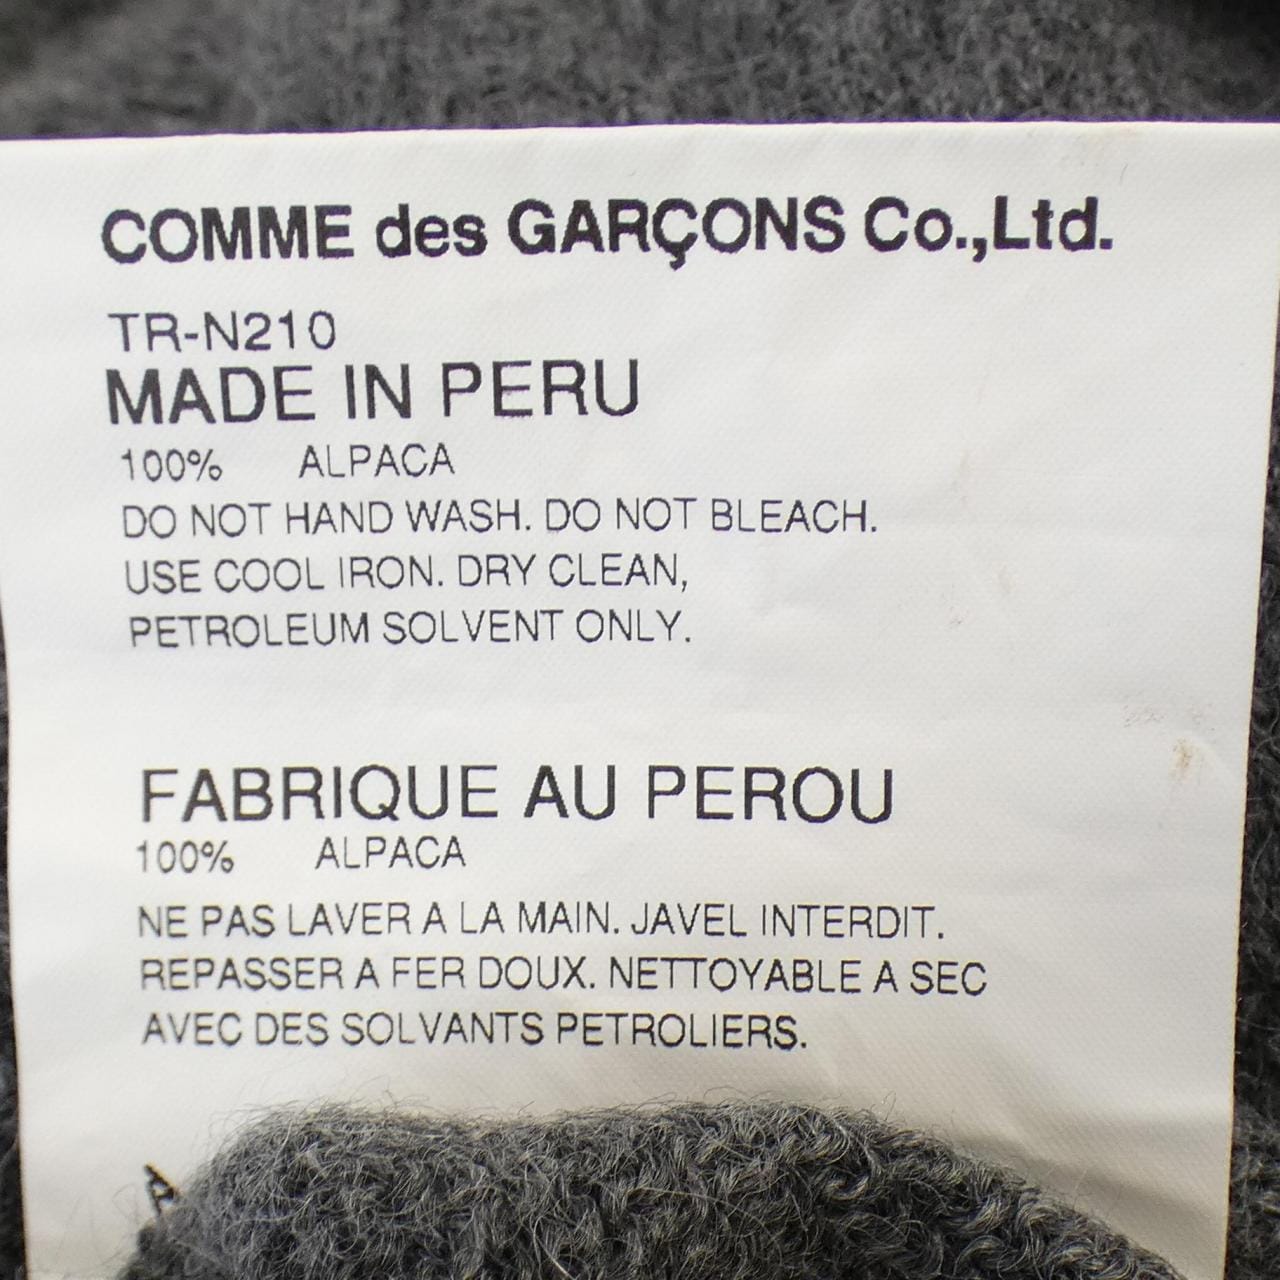 COMME des GARÇONS Co.,Ltd.
TR-N210
MADE IN PERU
100% ALPACA
DO NOT HAND WASH. DO NOT BLEACH.
USE COOL IRON. DRY CLEAN,
PETROLEUM SOLVENT ONLY.
FABRIQUE AU PEROU
100% ALPACA
NE PAS LAVER A LA MAIN. JAVEL INTERDIT.
REPASSER A FER DOUX. NETTOYABLE A SEC
AVEC DES SOLVANTS PETROLIERS.